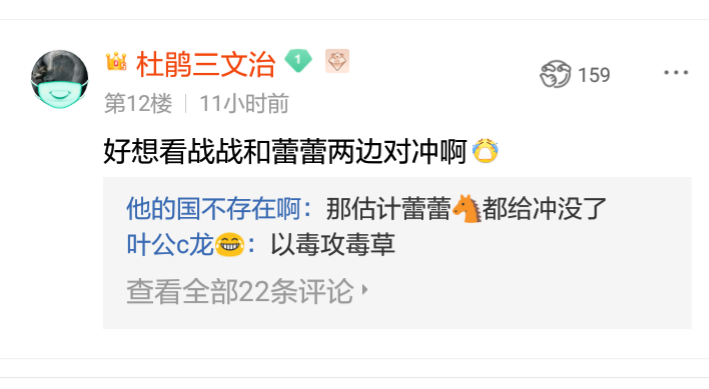 杜鹃三文治 1
159
第12楼 | 11小时前
好想看战战和蕾蕾两边对冲啊😭
他的国不存在啊：那估计蕾蕾🐴都给冲没了
叶公c龙😂：以毒攻毒草
查看全部22条评论